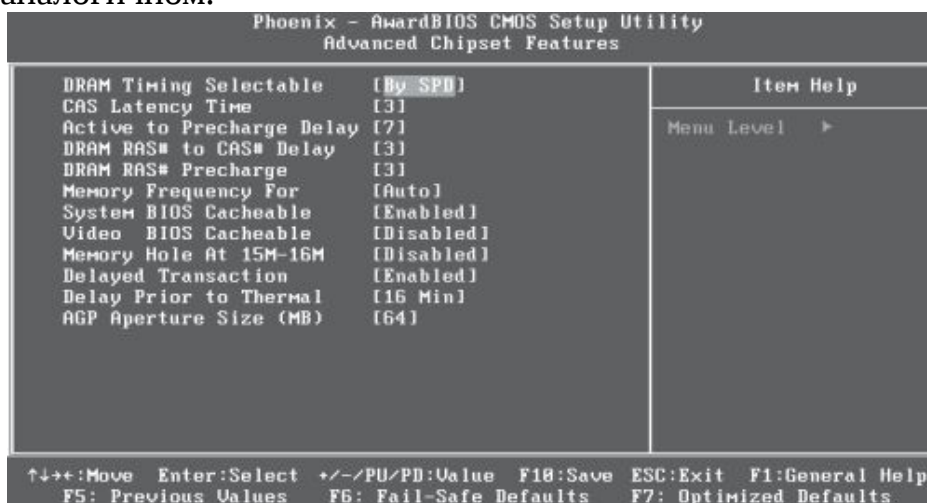 аналогичном:
Phoenix - AwardBIOS CMOS Setup Utility
Advanced Chipset Features
DRAM Timing Selectable [By SPD]
CAS Latency Time [3]
Active to Precharge Delay [7]
DRAM RAS# to CAS# Delay [3]
DRAM RAS# Precharge [3]
Memory Frequency For [Auto]
System BIOS Cacheable [Enabled]
Video BIOS Cacheable [Disabled]
Memory Hole At 15M-16M [Disabled]
Delayed Transaction [Enabled]
Delay Prior to Thermal [16 Min]
AGP Aperture Size (MB) [64]
Item Help
Menu Level ►
↑↓→←:Move Enter:Select +/-/PU/PD:Value F10:Save ESC:Exit F1:General Help
F5: Previous Values F6: Fail-Safe Defaults F7: Optimized Defaults